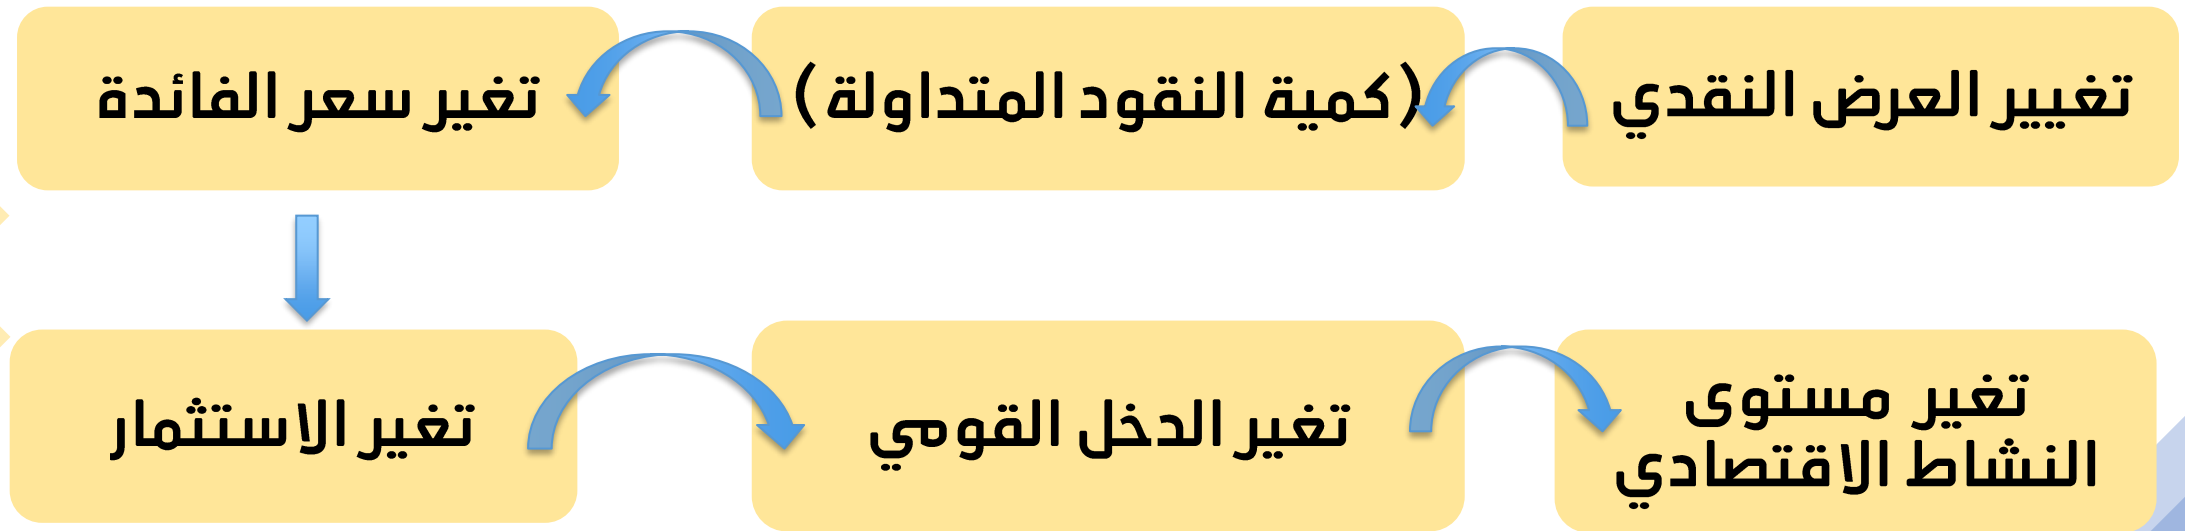 تغيير العرض النقدي
(كمية النقود المتداولة)
تغير سعر الفائدة
تغير الاستثمار
تغير الدخل القومي
تغير مستوى
النشاط الاقتصادي